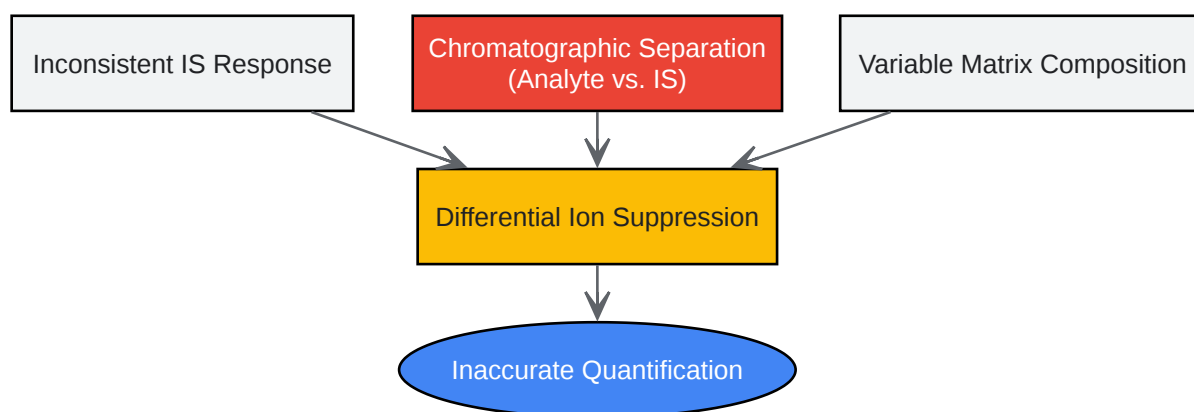 Inconsistent IS Response
Chromatographic Separation
(Analyte vs. IS)
Variable Matrix Composition
Differential Ion Suppression
Inaccurate Quantification